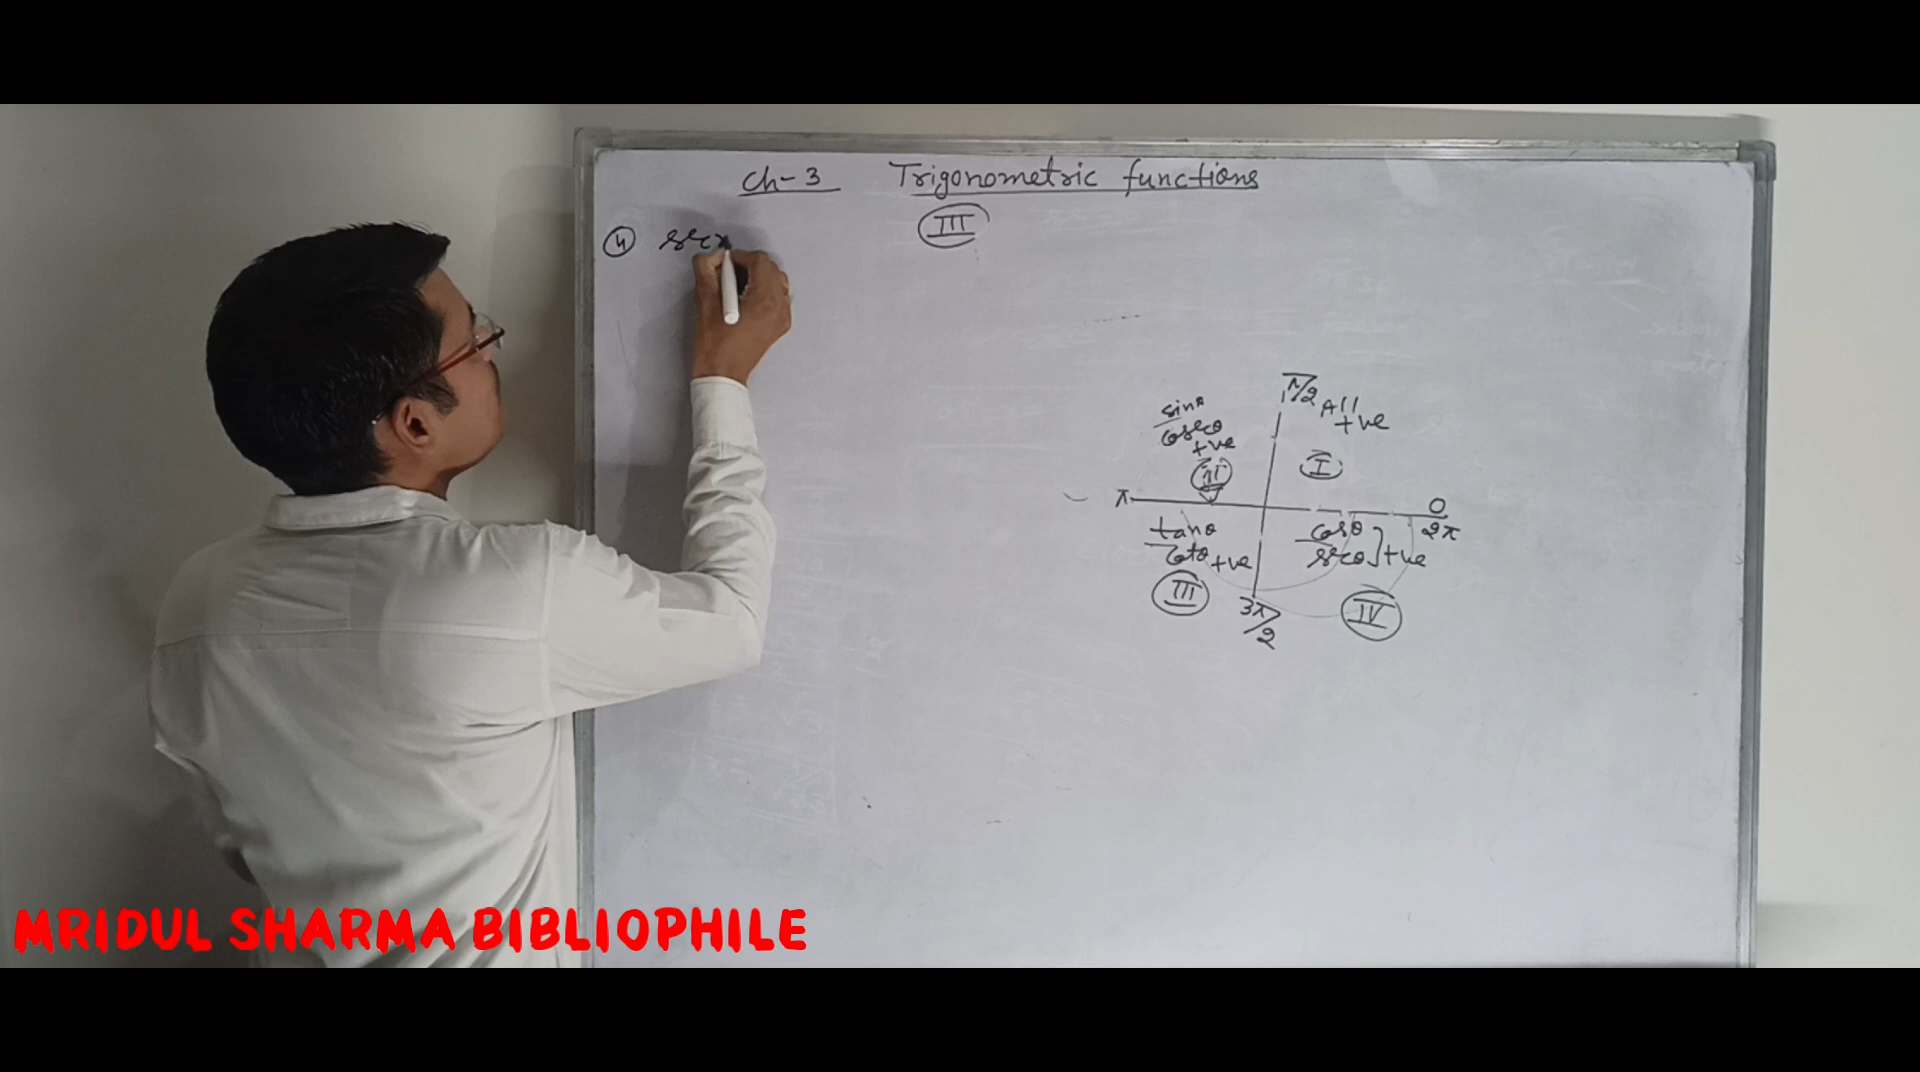 Ch-3 Trigonometric functions
III
4 secx
π/2
All
+ve
sinθ
cosecθ
+ve
II
I
π
0
2π
tanθ
cotθ +ve
III
cosθ
secθ ] +ve
IV
3π/2
MRIDUL SHARMA BIBLIOPHILE